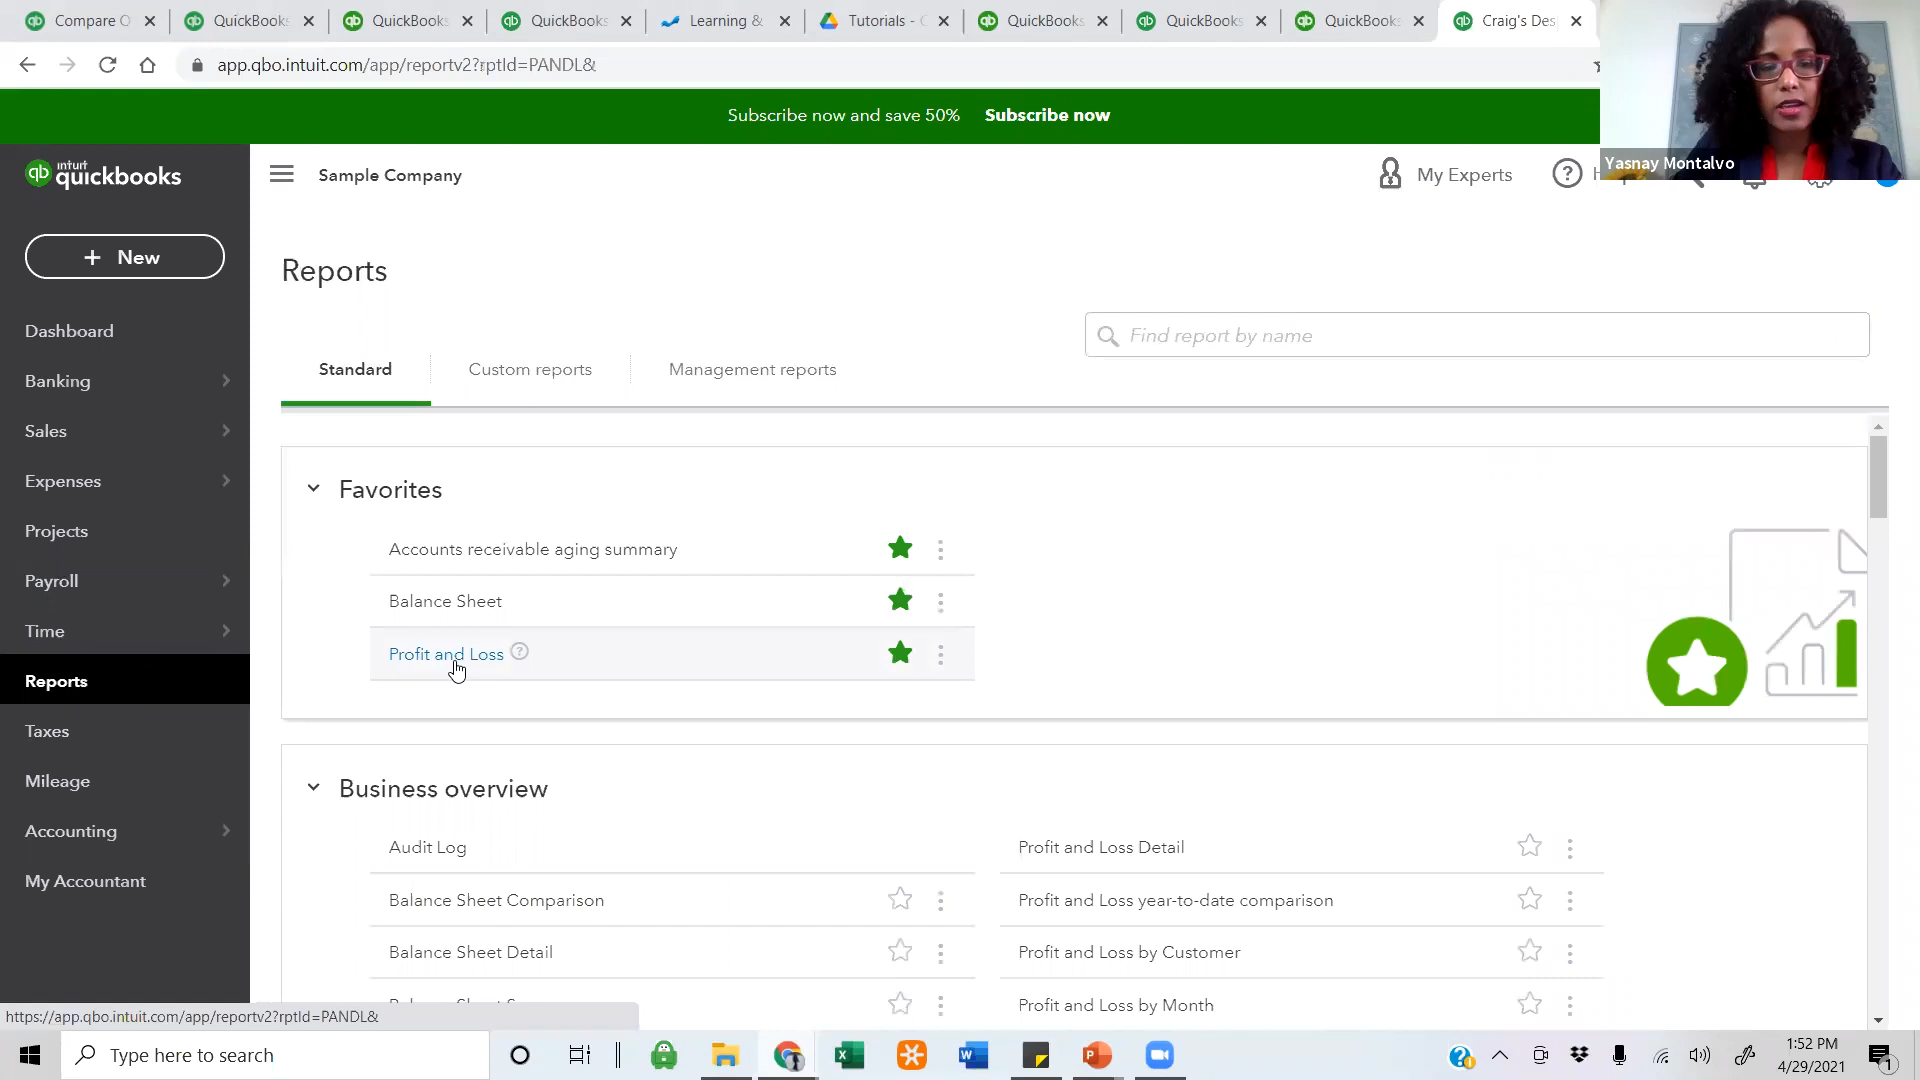 Compare O
QuickBooks
QuickBooks
QuickBooks
Learning &
Tutorials - 
QuickBooks
QuickBooks
QuickBooks
Craig's Des
app.qbo.intuit.com/app/reportv2?rptId=PANDL&
Subscribe now and save 50% Subscribe now
Yasnay Montalvo
intuit
quickbooks
Sample Company
My Experts
+ New
Reports
Find report by name
Standard
Custom reports
Management reports
Dashboard
Banking
Sales
Expenses
Projects
Payroll
Time
Reports
Taxes
Mileage
Accounting
My Accountant
Favorites
Accounts receivable aging summary
Balance Sheet
Profit and Loss
Business overview
Audit Log
Profit and Loss Detail
Balance Sheet Comparison
Profit and Loss year-to-date comparison
Balance Sheet Detail
Profit and Loss by Customer
Profit and Loss by Month
https://app.qbo.intuit.com/app/reportv2?rptId=PANDL&
Type here to search
1:52 PM
4/29/2021
1